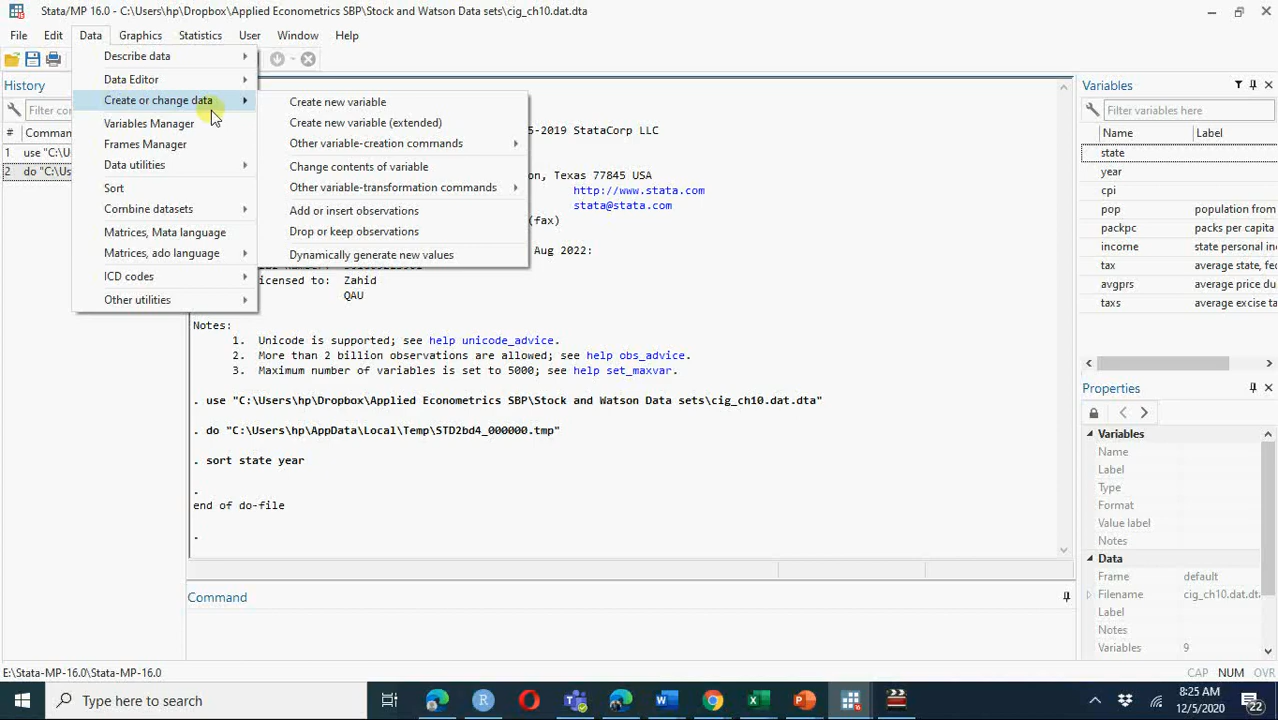 Stata/MP 16.0 - C:\Users\hp\Dropbox\Applied Econometrics SBP\Stock and Watson Data sets\cig_ch10.dat.dta
File Edit Data Graphics Statistics User Window Help
Describe data
History
Data Editor
Filter con
Create or change data
# Comman
Variables Manager
1 use "C:\U
Frames Manager
2 do "C:\Us
Data utilities
Sort
Combine datasets
Matrices, Mata language
Matrices, ado language
ICD codes
Other utilities
Create new variable
Create new variable (extended)
Other variable-creation commands
Change contents of variable
Other variable-transformation commands
Add or insert observations
Drop or keep observations
Dynamically generate new values
5-2019 StataCorp LLC
on, Texas 77845 USA
http://www.stata.com
stata@stata.com
(fax)
Aug 2022:
icensed to: Zahid
QAU
Notes:
1. Unicode is supported; see help unicode_advice.
2. More than 2 billion observations are allowed; see help obs_advice.
3. Maximum number of variables is set to 5000; see help set_maxvar.
. use "C:\Users\hp\Dropbox\Applied Econometrics SBP\Stock and Watson Data sets\cig_ch10.dat.dta"
. do "C:\Users\hp\AppData\Local\Temp\STD2bd4_000000.tmp"
. sort state year
.
end of do-file
.
Command
Variables
Filter variables here
Name Label
state
year
cpi
pop population from
packpc packs per capita
income state personal in
tax average state, fe
avgprs average price du
taxs average excise ta
Properties
Variables
Name
Label
Type
Format
Value label
Notes
Data
Frame default
Filename cig_ch10.dat.dta
Label
Notes
Variables 9
E:\Stata-MP-16.0\Stata-MP-16.0
CAP NUM OVR
Type here to search
8:25 AM
12/5/2020
22